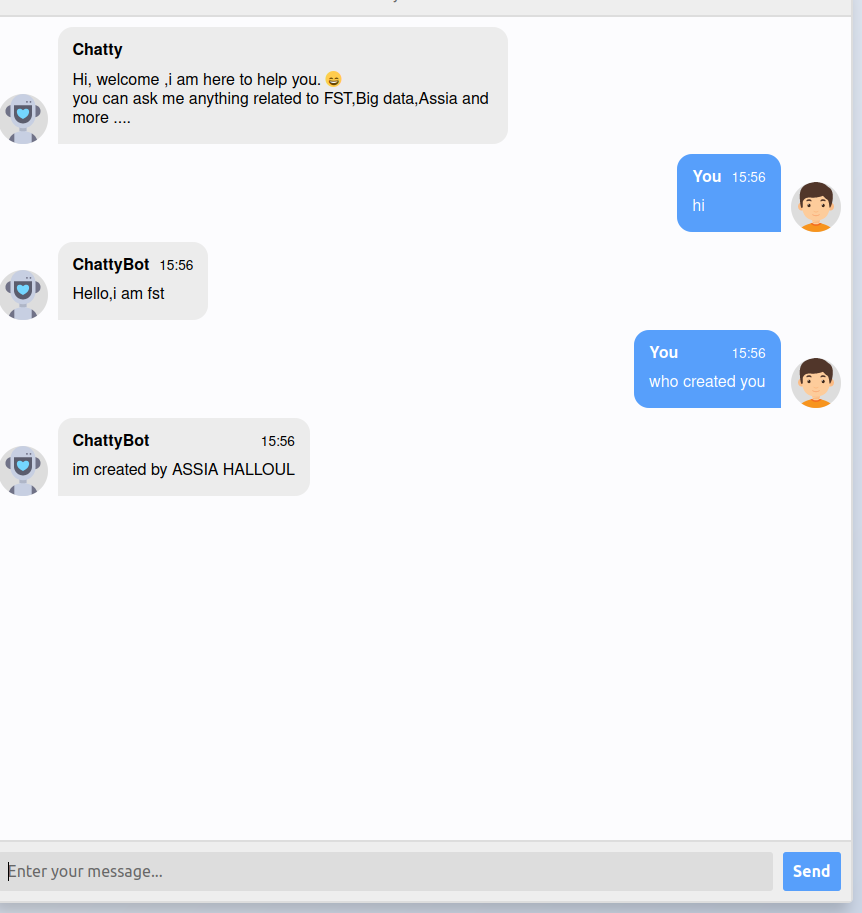 Chatty
Hi, welcome ,i am here to help you. 😄
you can ask me anything related to FST,Big data,Assia and
more ....
You 15:56
hi
ChattyBot 15:56
Hello,i am fst
You 15:56
who created you
ChattyBot 15:56
im created by ASSIA HALLOUL
Enter your message...
Send